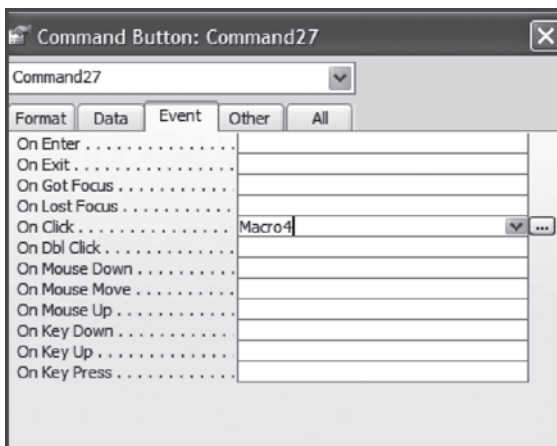 Command Button: Command27
Command27
Format Data Event Other All
On Enter . . . . . . . . . . . . . . .
On Exit . . . . . . . . . . . . . . . .
On Got Focus . . . . . . . . . . .
On Lost Focus . . . . . . . . . . .
On Click . . . . . . . . . . . . . . . Macro4
On Dbl Click . . . . . . . . . . . .
On Mouse Down . . . . . . . . .
On Mouse Move . . . . . . . . .
On Mouse Up . . . . . . . . . . .
On Key Down . . . . . . . . . . .
On Key Up . . . . . . . . . . . . .
On Key Press . . . . . . . . . . .